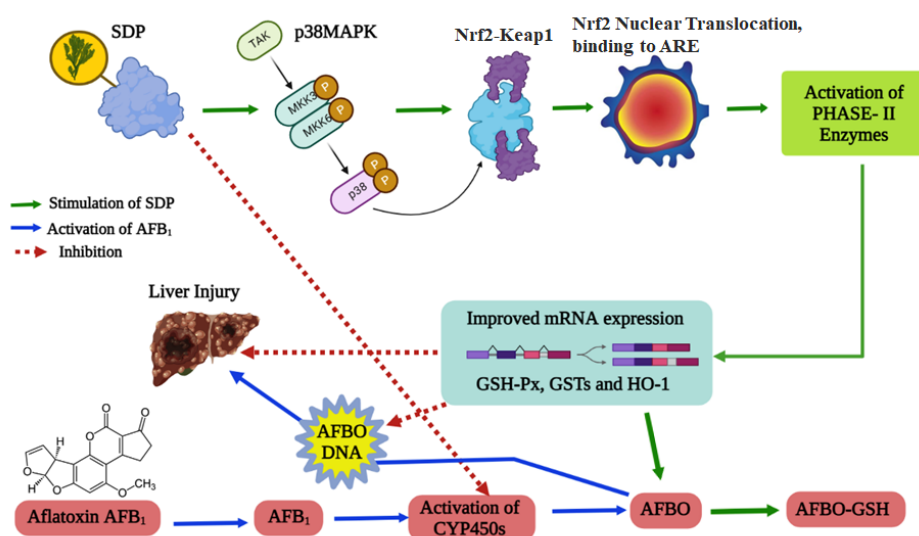 SDP
TAK
p38MAPK
Nrf2-Keap1
Nrf2 Nuclear Translocation,
binding to ARE
P
MKK3
P
MKK6
P
P
p38
Activation of
PHASE- II
Enzymes
Stimulation of SDP
Activation of AFB₁
Inhibition
Liver Injury
Improved mRNA expression
GSH-Px, GSTs and HO-1
AFBO
DNA
O
O
O
H
H
O
O
O
CH₃
Aflatoxin AFB₁
AFB₁
Activation of
CYP450s
AFBO
AFBO-GSH